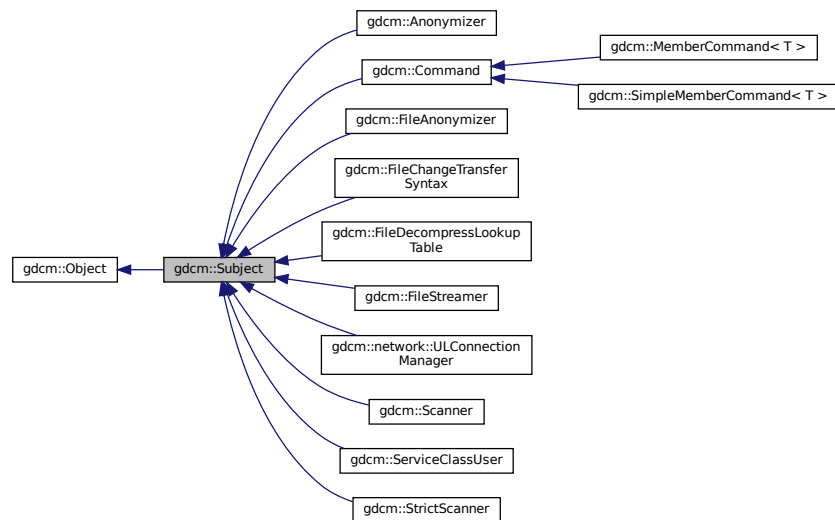 gdcm::Anonymizer
gdcm::MemberCommand< T >
gdcm::Command
gdcm::SimpleMemberCommand< T >
gdcm::FileAnonymizer
gdcm::FileChangeTransfer
Syntax
gdcm::FileDecompressLookup
Table
gdcm::Object
gdcm::Subject
gdcm::FileStreamer
gdcm::network::ULConnection
Manager
gdcm::Scanner
gdcm::ServiceClassUser
gdcm::StrictScanner